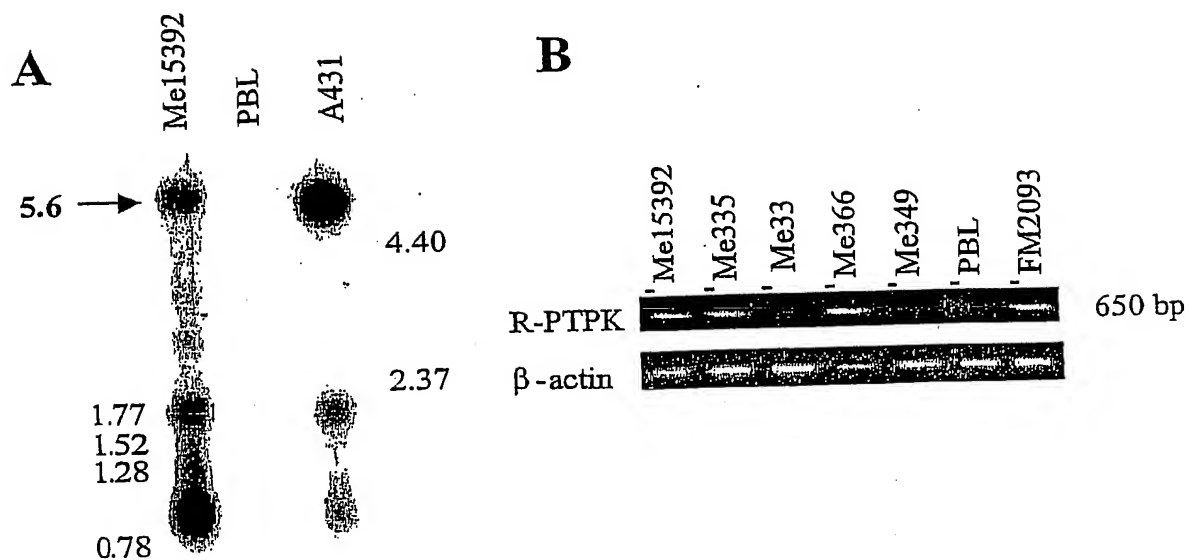 A
Me15392
PBL
A431
5.6
4.40
2.37
1.77
1.52
1.28
0.78
B
Me15392
Me335
Me33
Me366
Me349
PBL
FM2093
R-PTPK
650 bp
β-actin